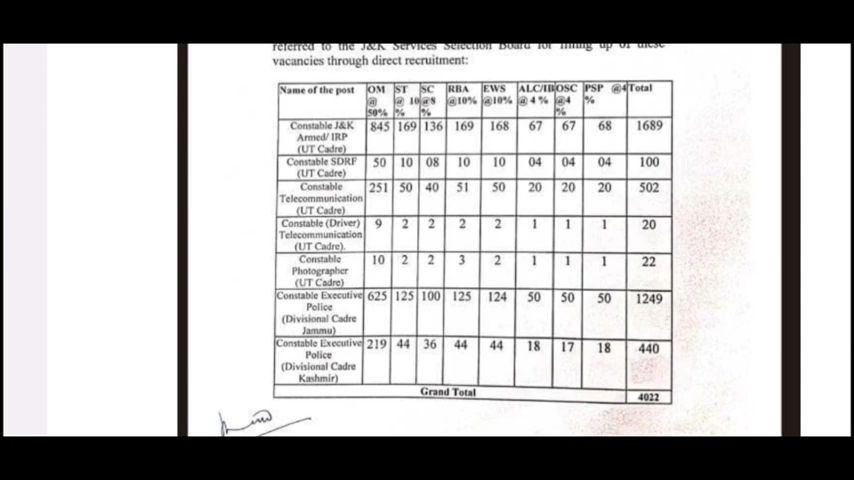 referred to the J&K Services Selection Board for filling up of these
vacancies through direct recruitment:
Name of the post OM @ 50% ST @ 10 % SC @8 % RBA @10% EWS @10% ALC/IB @ 4 % OSC @4 % PSP @4 % Total
Constable J&K Armed/ IRP (UT Cadre) 845 169 136 169 168 67 67 68 1689
Constable SDRF (UT Cadre) 50 10 08 10 10 04 04 04 100
Constable Telecommunication (UT Cadre) 251 50 40 51 50 20 20 20 502
Constable (Driver) Telecommunication (UT Cadre). 9 2 2 2 2 1 1 1 20
Constable Photographer (UT Cadre) 10 2 2 3 2 1 1 1 22
Constable Executive Police (Divisional Cadre Jammu) 625 125 100 125 124 50 50 50 1249
Constable Executive Police (Divisional Cadre Kashmir) 219 44 36 44 44 18 17 18 440
Grand Total 4022